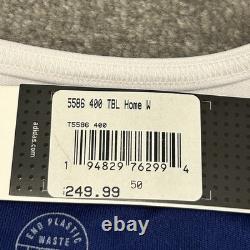 5586 400 TBL Home W
T5586 400
1 94829 76299 4
50
249.99
adidas.com
END PLASTIC
WASTE